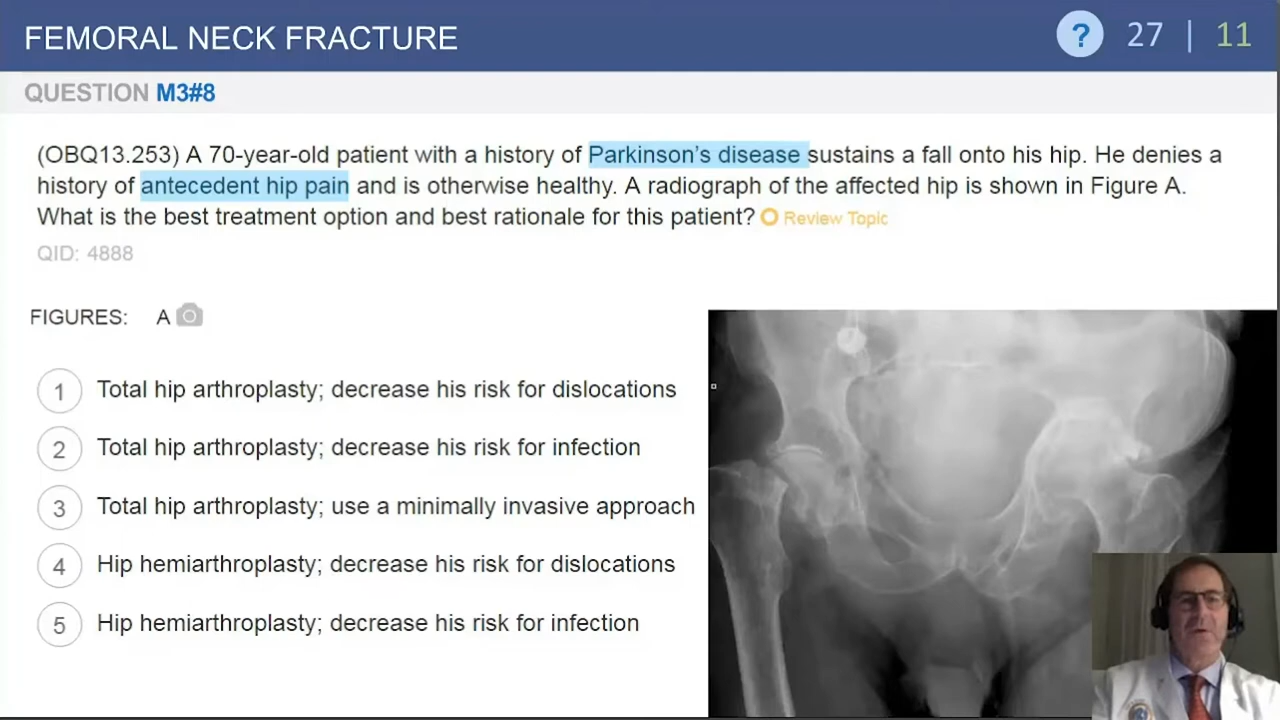 FEMORAL NECK FRACTURE
? 27 | 11
QUESTION M3#8
(OBQ13.253) A 70-year-old patient with a history of Parkinson's disease sustains a fall onto his hip. He denies a
history of antecedent hip pain and is otherwise healthy. A radiograph of the affected hip is shown in Figure A.
What is the best treatment option and best rationale for this patient? Review Topic
QID: 4888
FIGURES: A
1 Total hip arthroplasty; decrease his risk for dislocations
2 Total hip arthroplasty; decrease his risk for infection
3 Total hip arthroplasty; use a minimally invasive approach
4 Hip hemiarthroplasty; decrease his risk for dislocations
5 Hip hemiarthroplasty; decrease his risk for infection